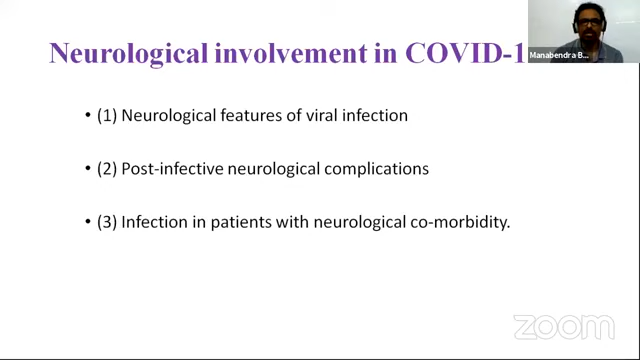 Neurological involvement in COVID-1
Manabendra B...
• (1) Neurological features of viral infection
• (2) Post-infective neurological complications
• (3) Infection in patients with neurological co-morbidity.
zoom